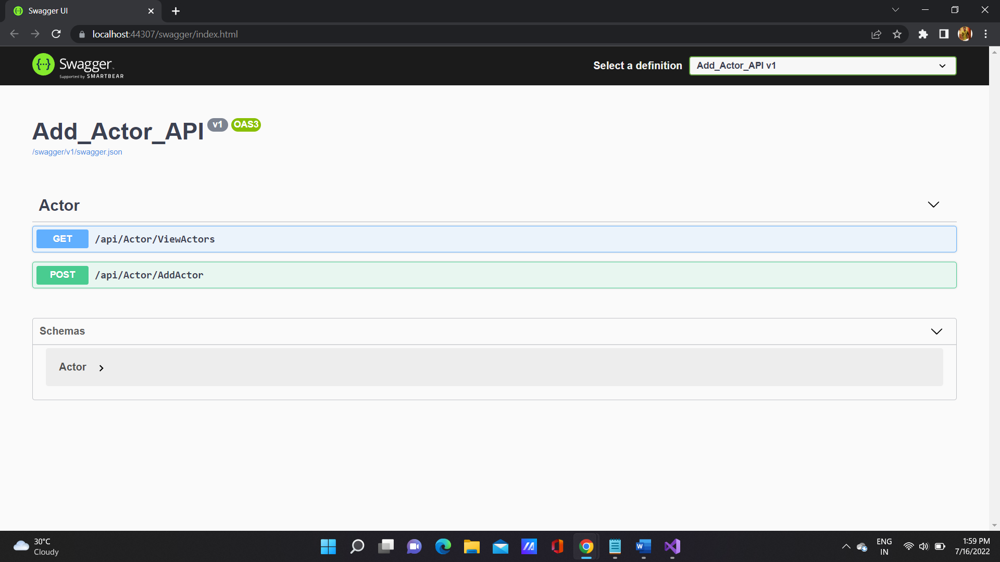 Swagger UI
localhost:44307/swagger/index.html
{...} Swagger.
Supported by SMARTBEAR
Select a definition
Add_Actor_API v1
Add_Actor_API v1 OAS3
/swagger/v1/swagger.json
Actor
GET /api/Actor/ViewActors
POST /api/Actor/AddActor
Schemas
Actor
30°C
Cloudy
W
ENG
IN
1:59 PM
7/16/2022